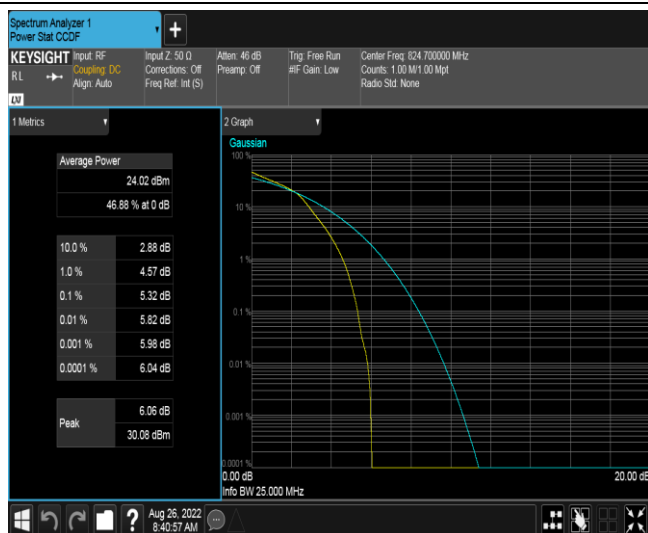 Spectrum Analyzer 1
Power Stat CCDF
+
KEYSIGHT
RL
LXI
Input: RF
Coupling: DC
Align: Auto
Input Z: 50 Ω
Corrections: Off
Freq Ref: Int (S)
Atten: 46 dB
Preamp: Off
Trig: Free Run
#IF Gain: Low
Center Freq: 824.700000 MHz
Counts: 1.00 M/1.00 Mpt
Radio Std: None
1 Metrics
Average Power
24.02 dBm
46.88 % at 0 dB
10.0 % 2.88 dB
1.0 % 4.57 dB
0.1 % 5.32 dB
0.01 % 5.82 dB
0.001 % 5.98 dB
0.0001 % 6.04 dB
Peak 6.06 dB
30.08 dBm
2 Graph
Gaussian
100 %
10 %
1 %
0.1 %
0.01 %
0.001 %
0.0001 %
0.00 dB 20.00 dB
Info BW 25.000 MHz
? Aug 26, 2022
8:40:57 AM